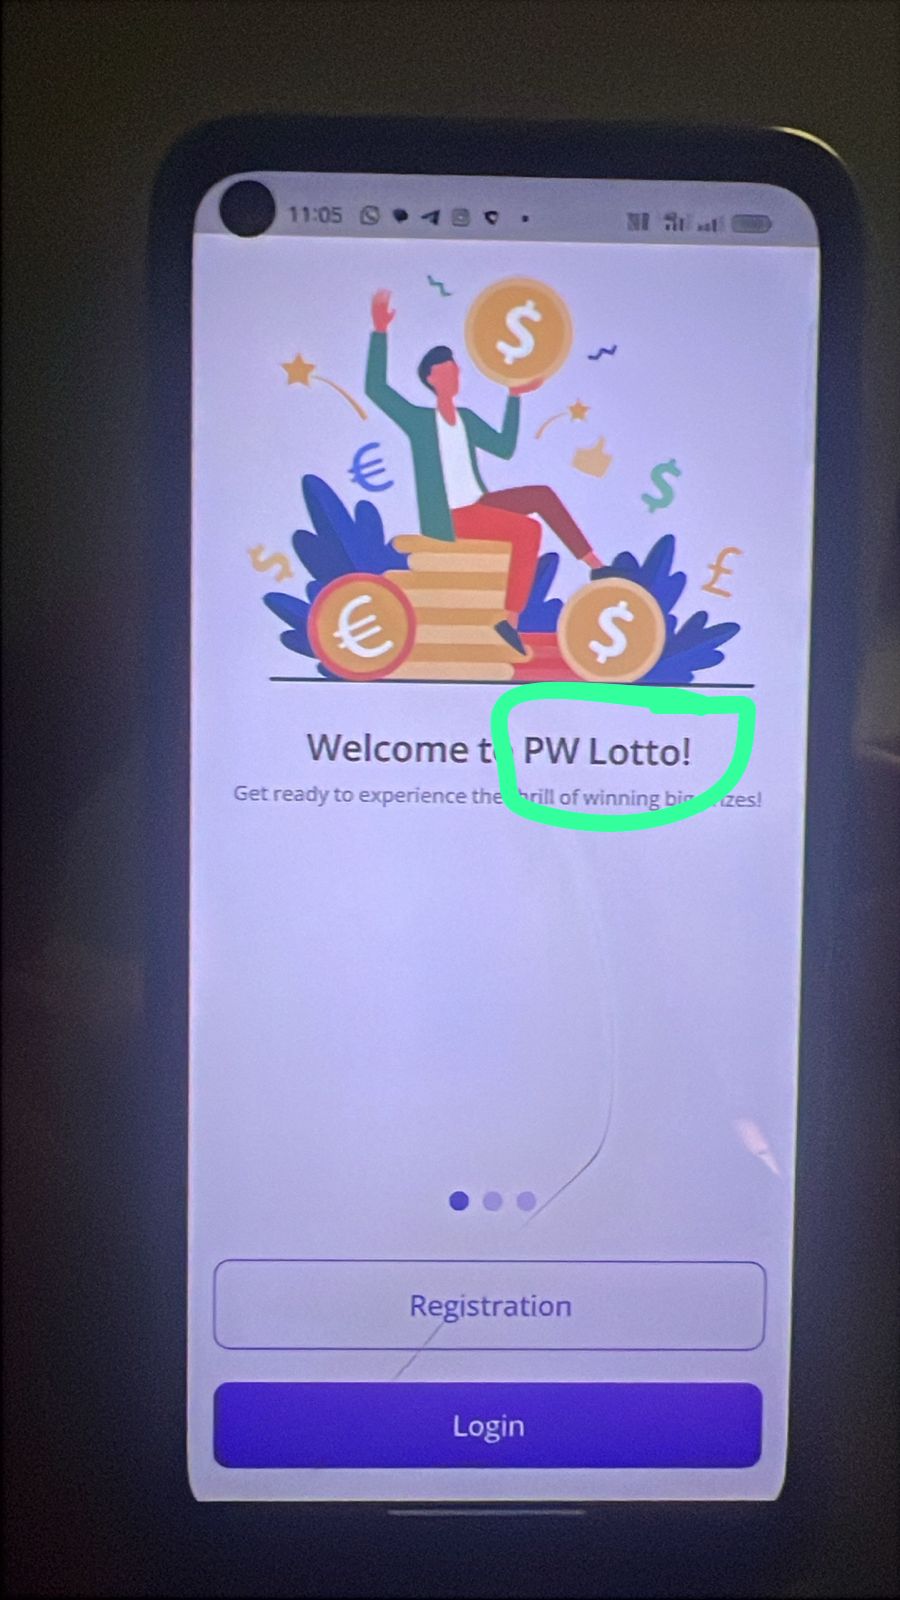 11:05
Welcome to PW Lotto!
Get ready to experience the thrill of winning big prizes!
Registration
Login